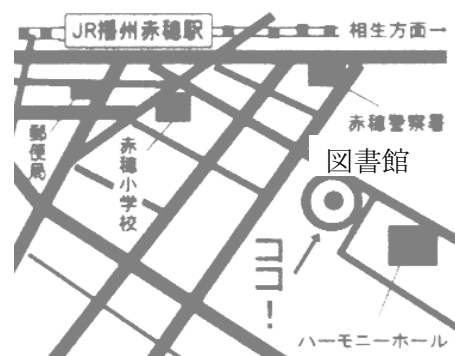 JR播州赤穂駅
相生方面→
郵便局
赤穂小学校
赤穂警察署
図書館
ココ！
ハーモニーホール